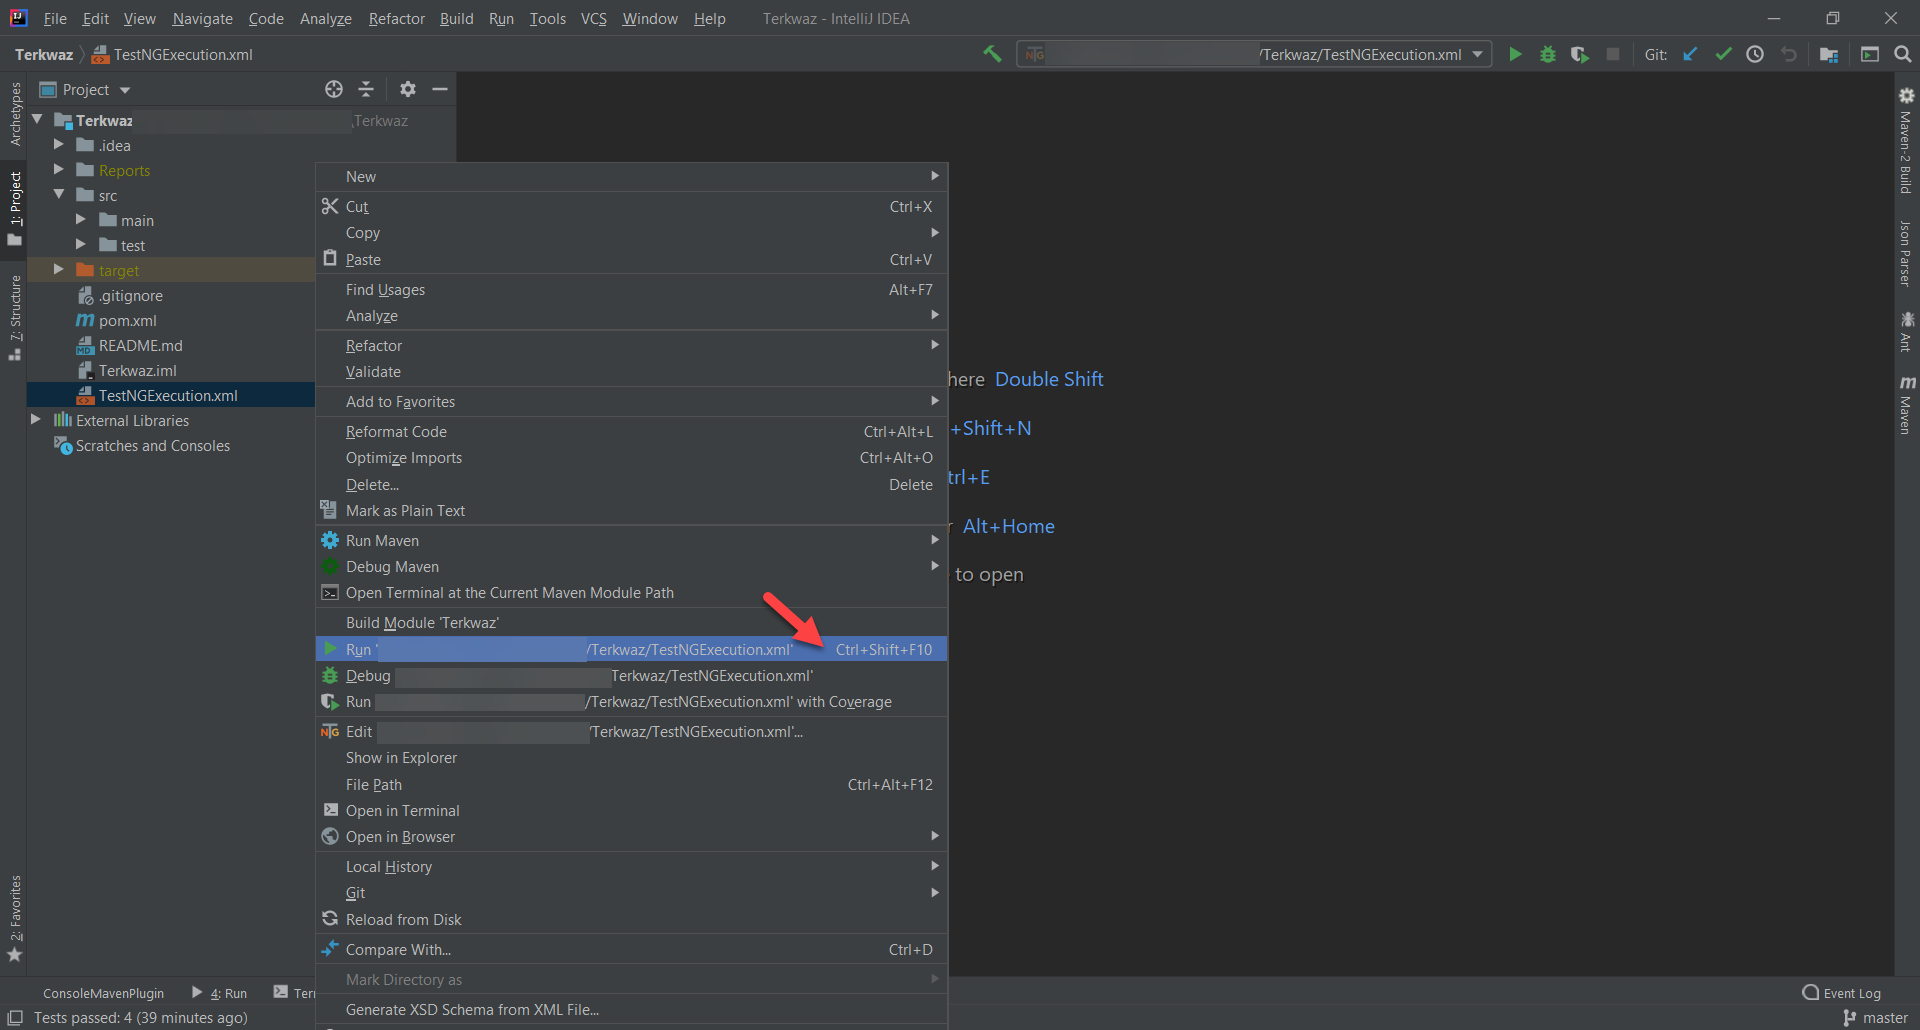 File Edit View Navigate Code Analyze Refactor Build Run Tools VCS Window Help Terkwaz - IntelliJ IDEA
Terkwaz TestNGExecution.xml
/Terkwaz/TestNGExecution.xml
Git:
Archetypes
1: Project
7: Structure
2: Favorites
Project
Terkwaz \Terkwaz
.idea
Reports
src
main
test
target
.gitignore
pom.xml
README.md
Terkwaz.iml
TestNGExecution.xml
External Libraries
Scratches and Consoles
New
Cut Ctrl+X
Copy
Paste Ctrl+V
Find Usages Alt+F7
Analyze
Refactor
Validate
Add to Favorites
Reformat Code Ctrl+Alt+L
Optimize Imports Ctrl+Alt+O
Delete... Delete
Mark as Plain Text
Run Maven
Debug Maven
Open Terminal at the Current Maven Module Path
Build Module 'Terkwaz'
Run ' /Terkwaz/TestNGExecution.xml' Ctrl+Shift+F10
Debug Terkwaz/TestNGExecution.xml'
Run /Terkwaz/TestNGExecution.xml' with Coverage
Edit /Terkwaz/TestNGExecution.xml'...
Show in Explorer
File Path Ctrl+Alt+F12
Open in Terminal
Open in Browser
Local History
Git
Reload from Disk
Compare With... Ctrl+D
Mark Directory as
Generate XSD Schema from XML File...
here Double Shift
+Shift+N
trl+E
Alt+Home
to open
Maven-2 Build
Json Parser
Ant
Maven
ConsoleMavenPlugin 4: Run Ter
Event Log
Tests passed: 4 (39 minutes ago)
master